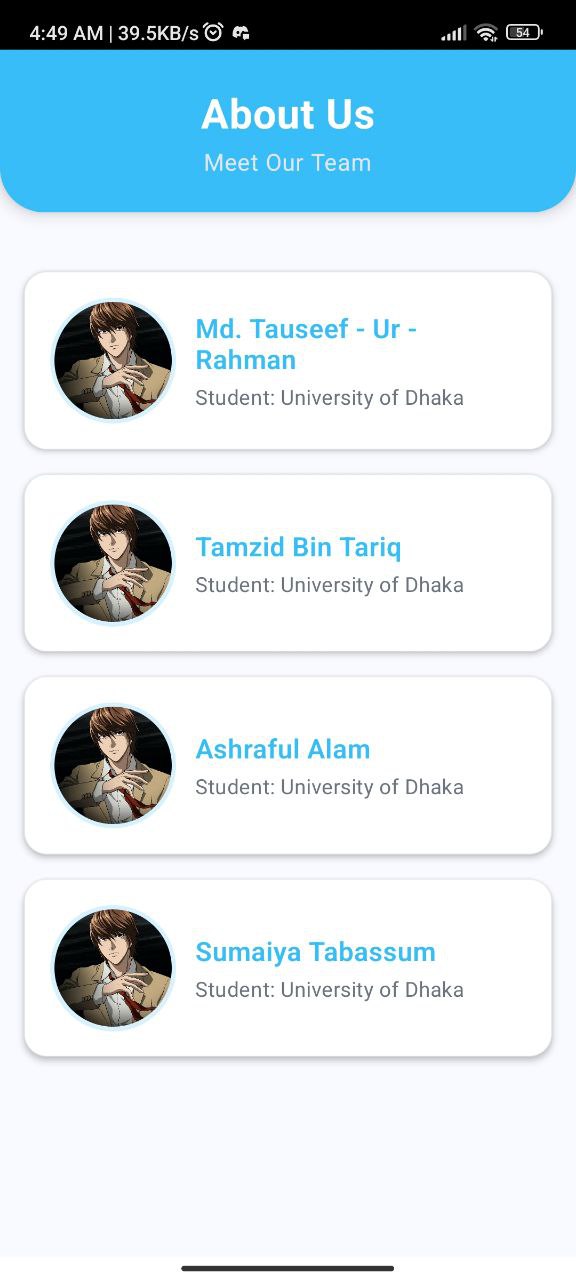 4:49 AM | 39.5KB/s
54
About Us
Meet Our Team
Md. Tauseef - Ur -
Rahman
Student: University of Dhaka
Tamzid Bin Tariq
Student: University of Dhaka
Ashraful Alam
Student: University of Dhaka
Sumaiya Tabassum
Student: University of Dhaka